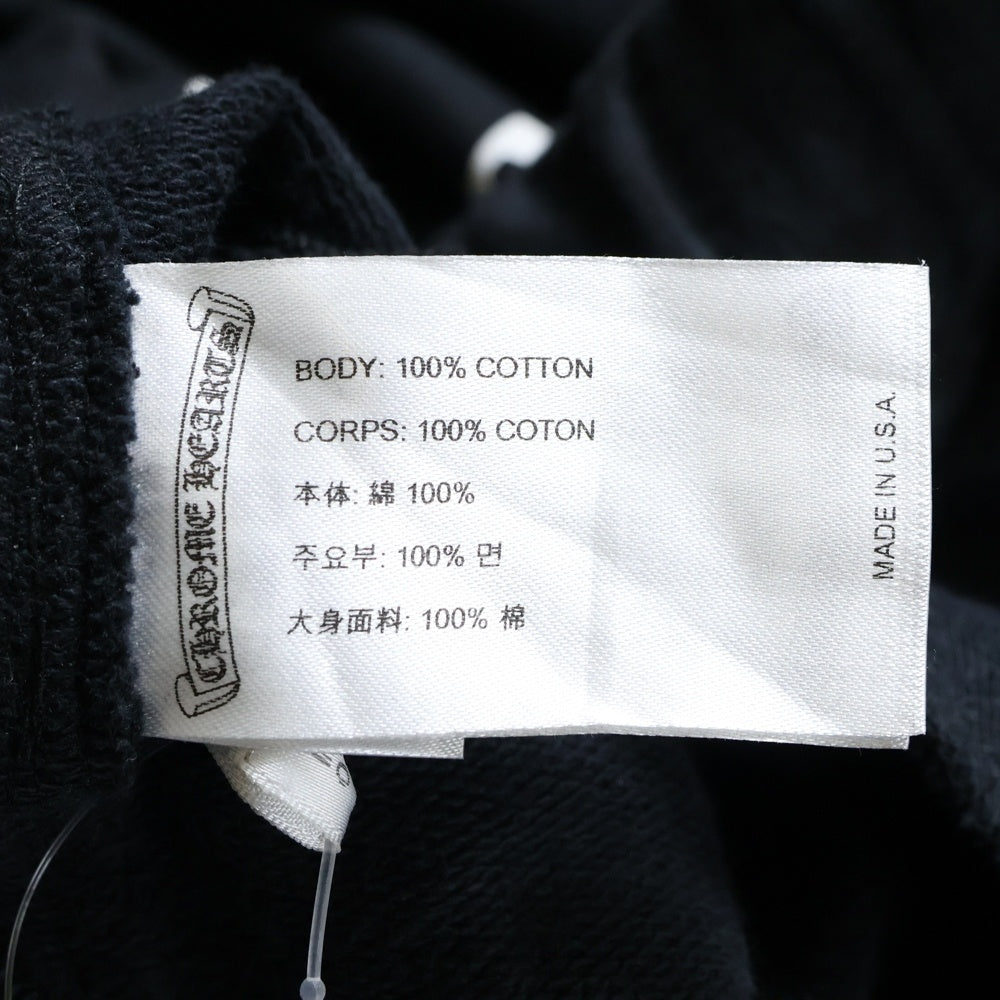 CHROME HEARTS
BODY: 100% COTTON
CORPS: 100% COTON
本体: 綿 100%
주요부: 100% 면
大身面料: 100% 棉
MADE IN U.S.A.